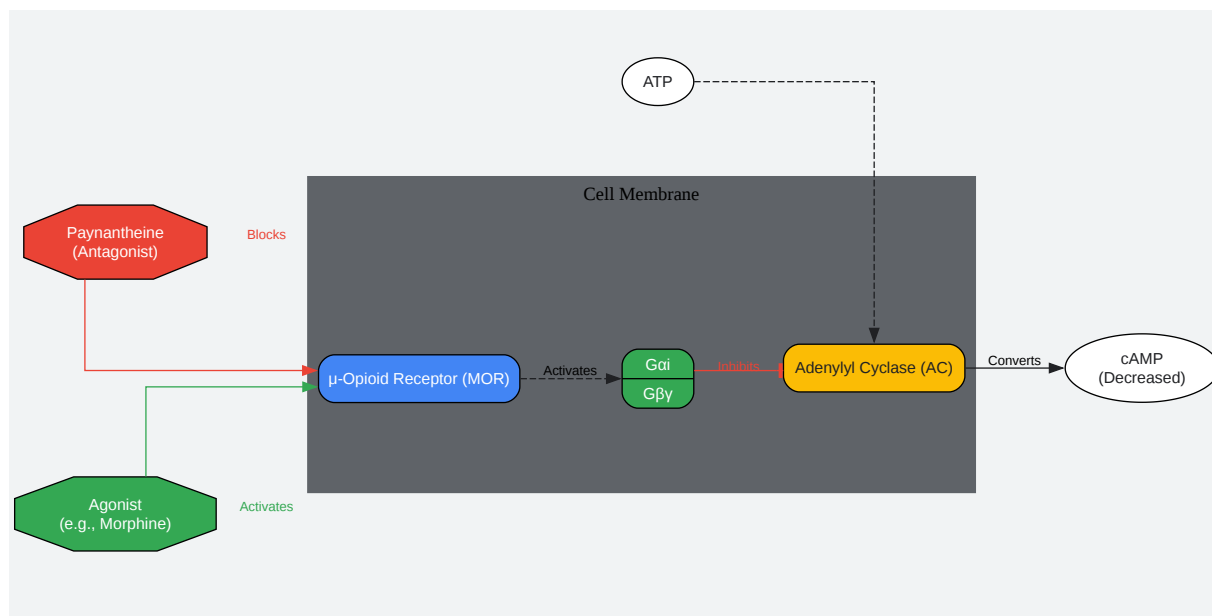 ATP
Cell Membrane
Paynantheine
(Antagonist)
Blocks
μ-Opioid Receptor (MOR)
Activates
Gαi
Gβγ
Inhibits
Adenylyl Cyclase (AC)
Converts
cAMP
(Decreased)
Agonist
(e.g., Morphine)
Activates